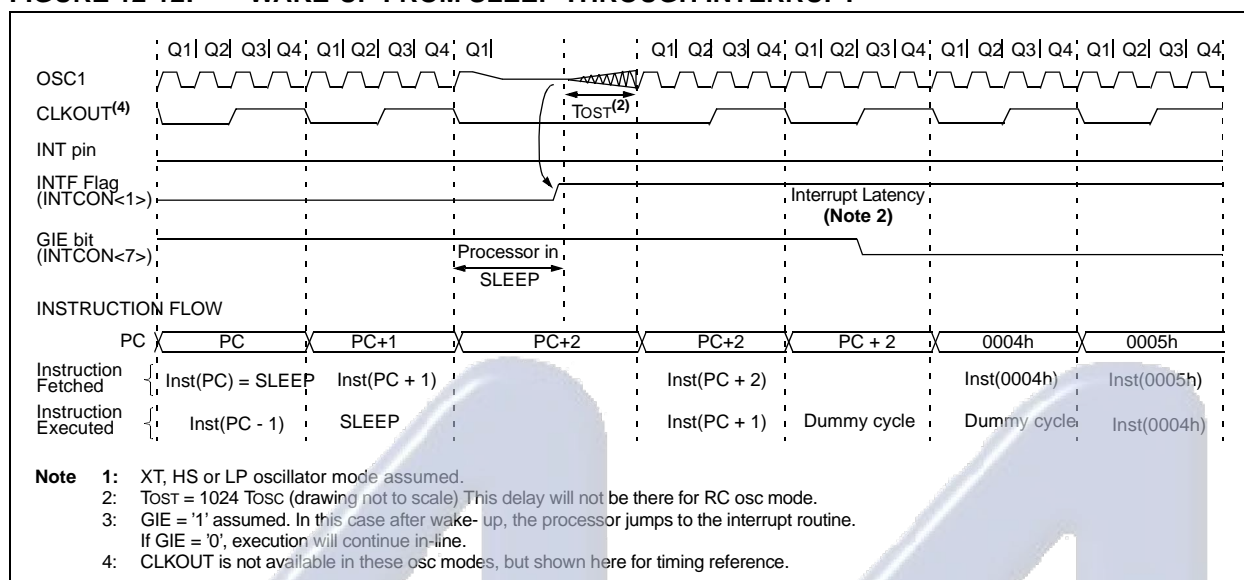 FIGURE 12-12: WAKE-UP FROM SLEEP THROUGH INTERRUPT
Q1 Q2 Q3 Q4 Q1 Q2 Q3 Q4 Q1 Q1 Q2 Q3 Q4 Q1 Q2 Q3 Q4 Q1 Q2 Q3 Q4 Q1 Q2 Q3 Q4
OSC1
TOST(2)
CLKOUT(4)
INT pin
INTF Flag
(INTCON<1>)
Interrupt Latency
(Note 2)
GIE bit
(INTCON<7>)
Processor in
SLEEP
INSTRUCTION FLOW
PC PC PC+1 PC+2 PC+2 PC + 2 0004h 0005h
Instruction
Fetched
Inst(PC) = SLEEP Inst(PC + 1) Inst(PC + 2) Inst(0004h) Inst(0005h)
Instruction
Executed
Inst(PC - 1) SLEEP Inst(PC + 1) Dummy cycle Dummy cycle Inst(0004h)
Note 1: XT, HS or LP oscillator mode assumed.
2: TOST = 1024 TOSC (drawing not to scale) This delay will not be there for RC osc mode.
3: GIE = '1' assumed. In this case after wake- up, the processor jumps to the interrupt routine.
If GIE = '0', execution will continue in-line.
4: CLKOUT is not available in these osc modes, but shown here for timing reference.